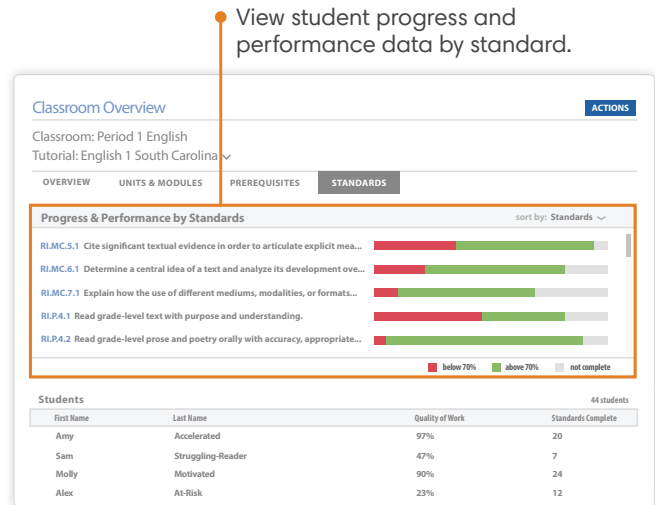 View student progress and
performance data by standard.
Classroom Overview
ACTIONS
Classroom: Period 1 English
Tutorial: English 1 South Carolina
OVERVIEW UNITS & MODULES PREREQUISITES STANDARDS
Progress & Performance by Standards sort by: Standards
RI.MC.5.1 Cite significant textual evidence in order to articulate explicit mea...
RI.MC.6.1 Determine a central idea of a text and analyze its development ove...
RI.MC.7.1 Explain how the use of different mediums, modalities, or formats...
RI.P.4.1 Read grade-level text with purpose and understanding.
RI.P.4.2 Read grade-level prose and poetry orally with accuracy, appropriate...
below 70% above 70% not complete
Students 44 students
First Name Last Name Quality of Work Standards Complete
Amy Accelerated 97% 20
Sam Struggling-Reader 47% 7
Molly Motivated 90% 24
Alex At-Risk 23% 12